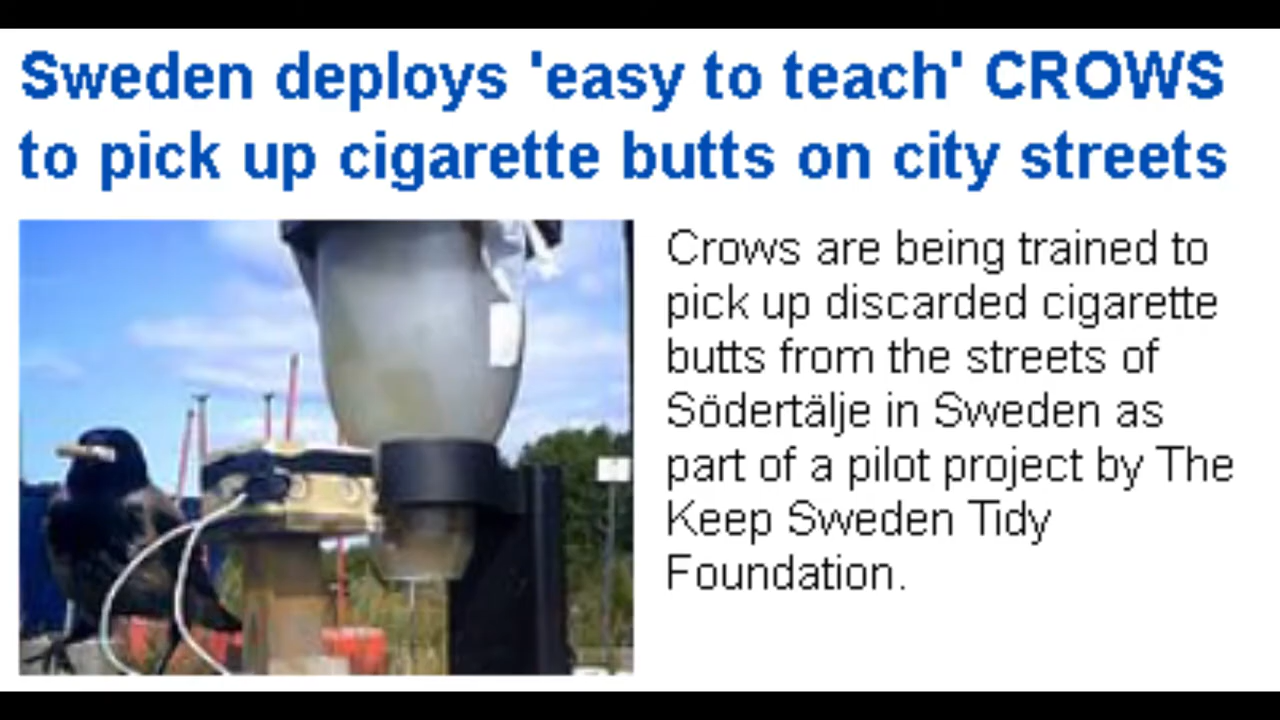 Sweden deploys 'easy to teach' CROWS
to pick up cigarette butts on city streets
Crows are being trained to
pick up discarded cigarette
butts from the streets of
Södertälje in Sweden as
part of a pilot project by The
Keep Sweden Tidy
Foundation.